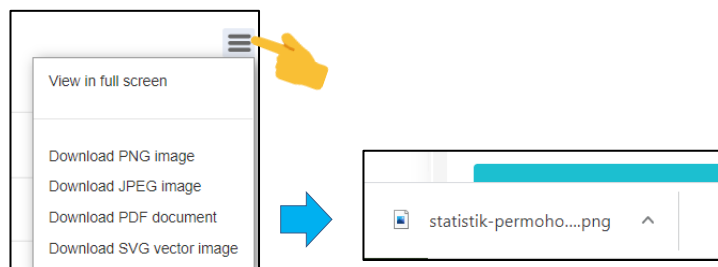 View in full screen
Download PNG image
Download JPEG image
Download PDF document
Download SVG vector image
statistik-permoho....png